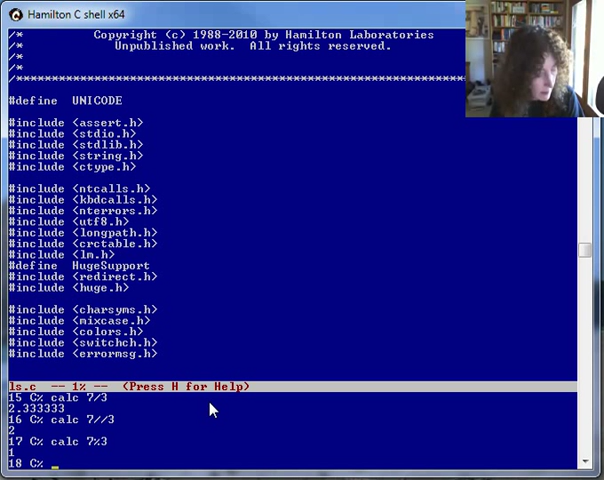 Hamilton C shell x64
/*          Copyright (c) 1988-2010 by Hamilton Laboratories
/*             Unpublished work.  All rights reserved.
/*
/*
/****************************************************************
#define  UNICODE
#include <assert.h>
#include <stdio.h>
#include <stdlib.h>
#include <string.h>
#include <ctype.h>
#include <ntcalls.h>
#include <kbdcalls.h>
#include <nterrors.h>
#include <utf8.h>
#include <longpath.h>
#include <crctable.h>
#include <lm.h>
#define HugeSupport
#include <redirect.h>
#include <huge.h>
#include <charsyms.h>
#include <mixcase.h>
#include <colors.h>
#include <switchch.h>
#include <errormsg.h>
ls.c  -- 1% --  (Press H for Help)
15 C% calc 7/3
2.333333
16 C% calc 7//3
2
17 C% calc 7%3
1
18 C%